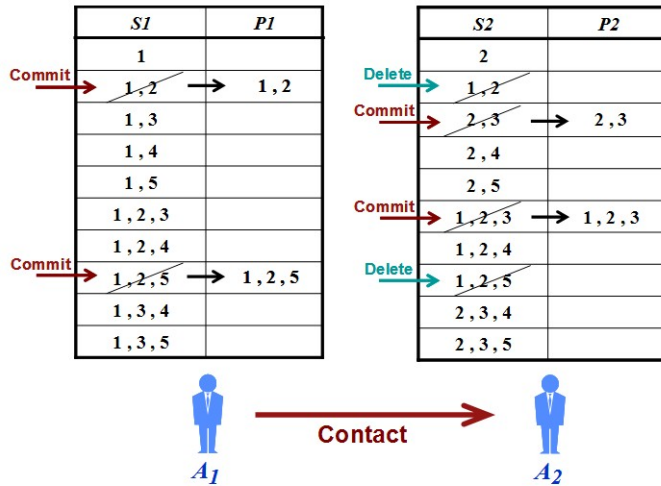 S1 P1
1
Commit 1, 2 1, 2
1, 3
1, 4
1, 5
1, 2, 3
1, 2, 4
Commit 1, 2, 5 1, 2, 5
1, 3, 4
1, 3, 5
S2 P2
2
Delete 1, 2
Commit 2, 3 2, 3
2, 4
2, 5
Commit 1, 2, 3 1, 2, 3
1, 2, 4
Delete 1, 2, 5
2, 3, 4
2, 3, 5
Contact
A1 A2